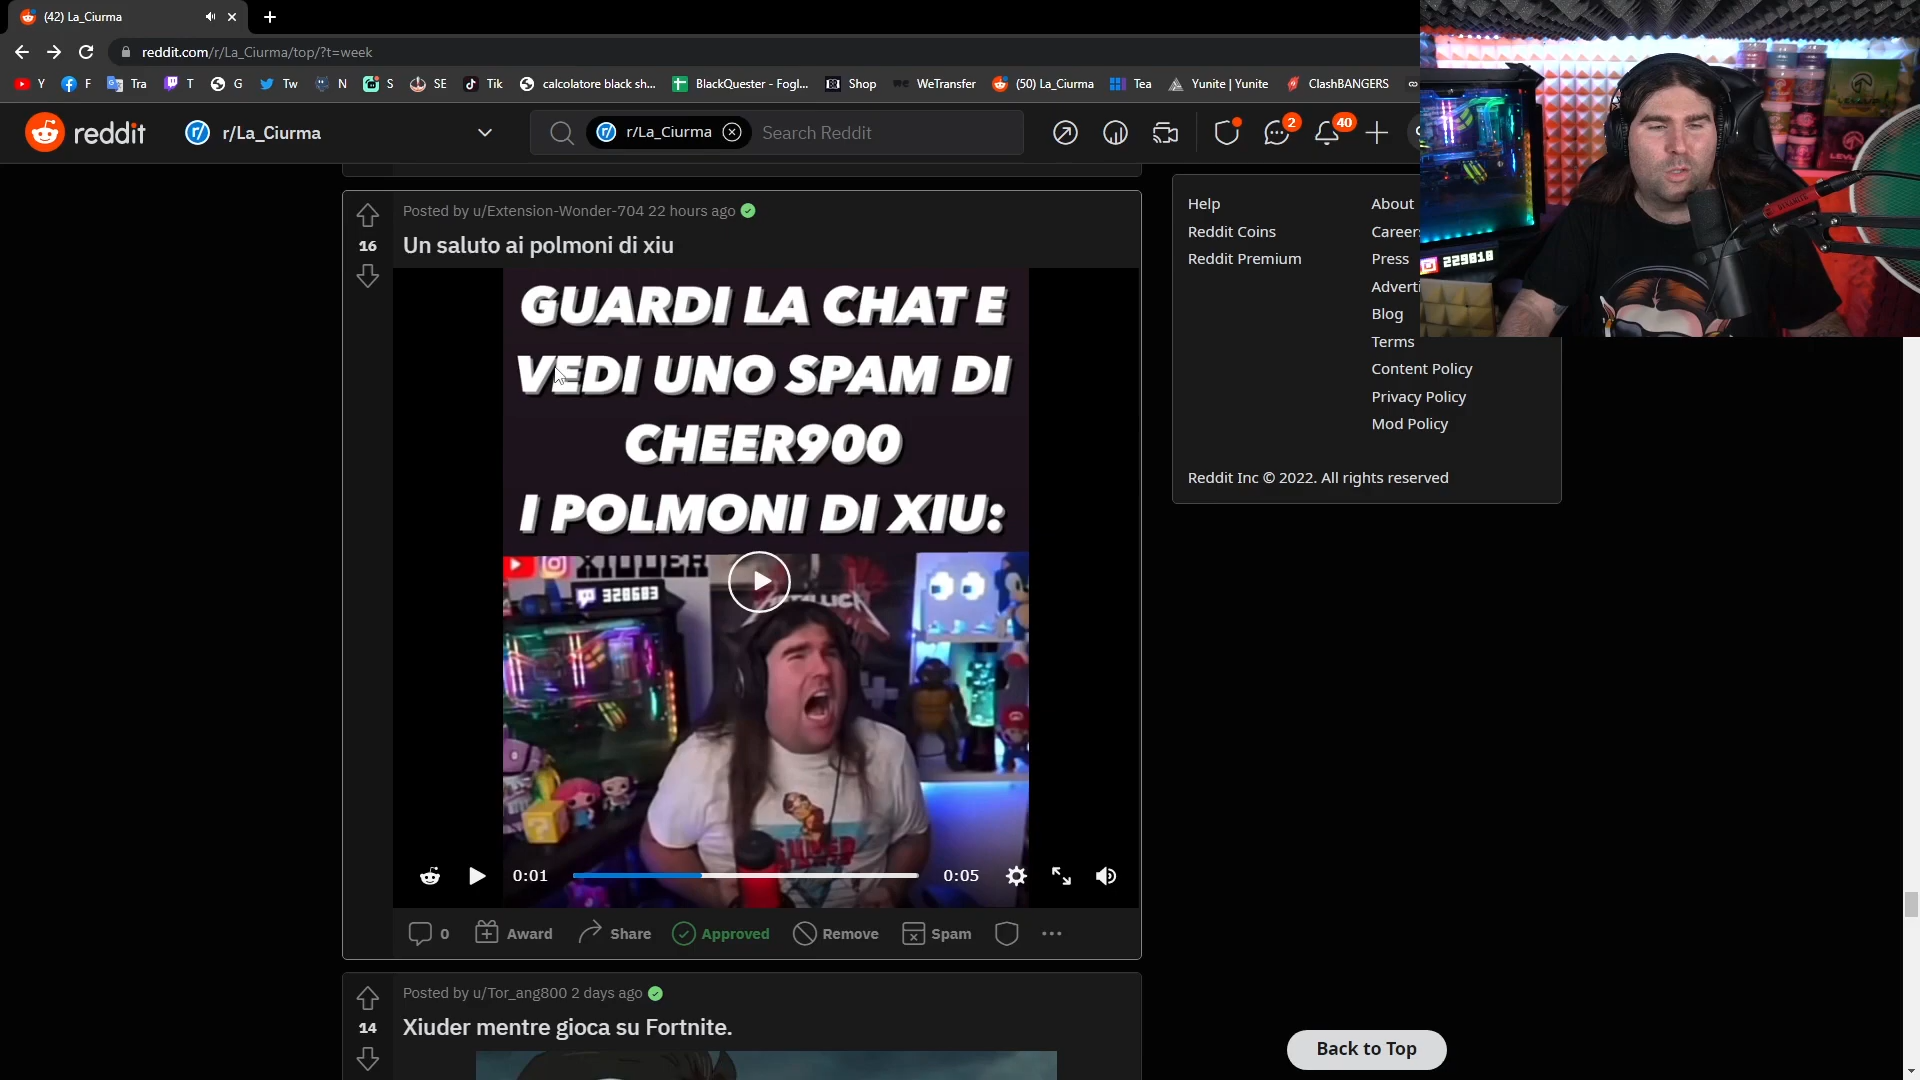 (42) La_Ciurma
reddit.com/r/La_Ciurma/top/?t=week
Y
F
Tra
T
G
Tw
N
S
SE
Tik
calcolatore black sh...
BlackQuester - Fogl...
Shop
WeTransfer
(50) La_Ciurma
Tea
Yunite | Yunite
ClashBANGERS
reddit
r/La_Ciurma
r/La_Ciurma
Search Reddit
2
40
229818
Posted by u/Extension-Wonder-704 22 hours ago
16
Un saluto ai polmoni di xiu
GUARDI LA CHAT E
VEDI UNO SPAM DI
CHEER900
I POLMONI DI XIU:
XIUDER
328683
0:01
0:05
0
Award
Share
Approved
Remove
Spam
Posted by u/Tor_ang800 2 days ago
14
Xiuder mentre gioca su Fortnite.
Help
Reddit Coins
Reddit Premium
About
Careers
Press
Adverti
Blog
Terms
Content Policy
Privacy Policy
Mod Policy
Reddit Inc © 2022. All rights reserved
Back to Top